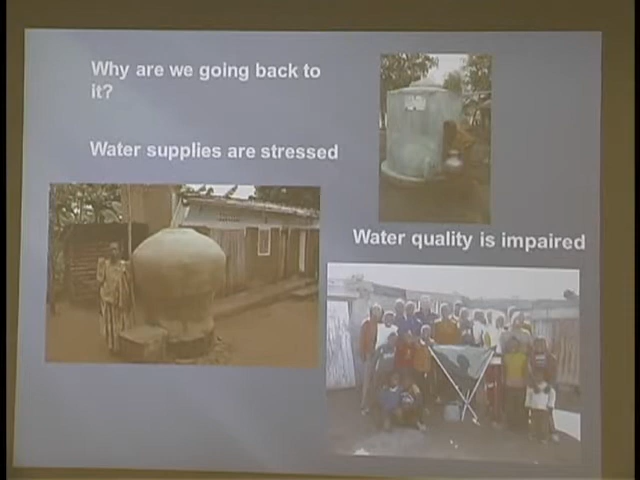 Why are we going back to
it?
Water supplies are stressed
Water quality is impaired